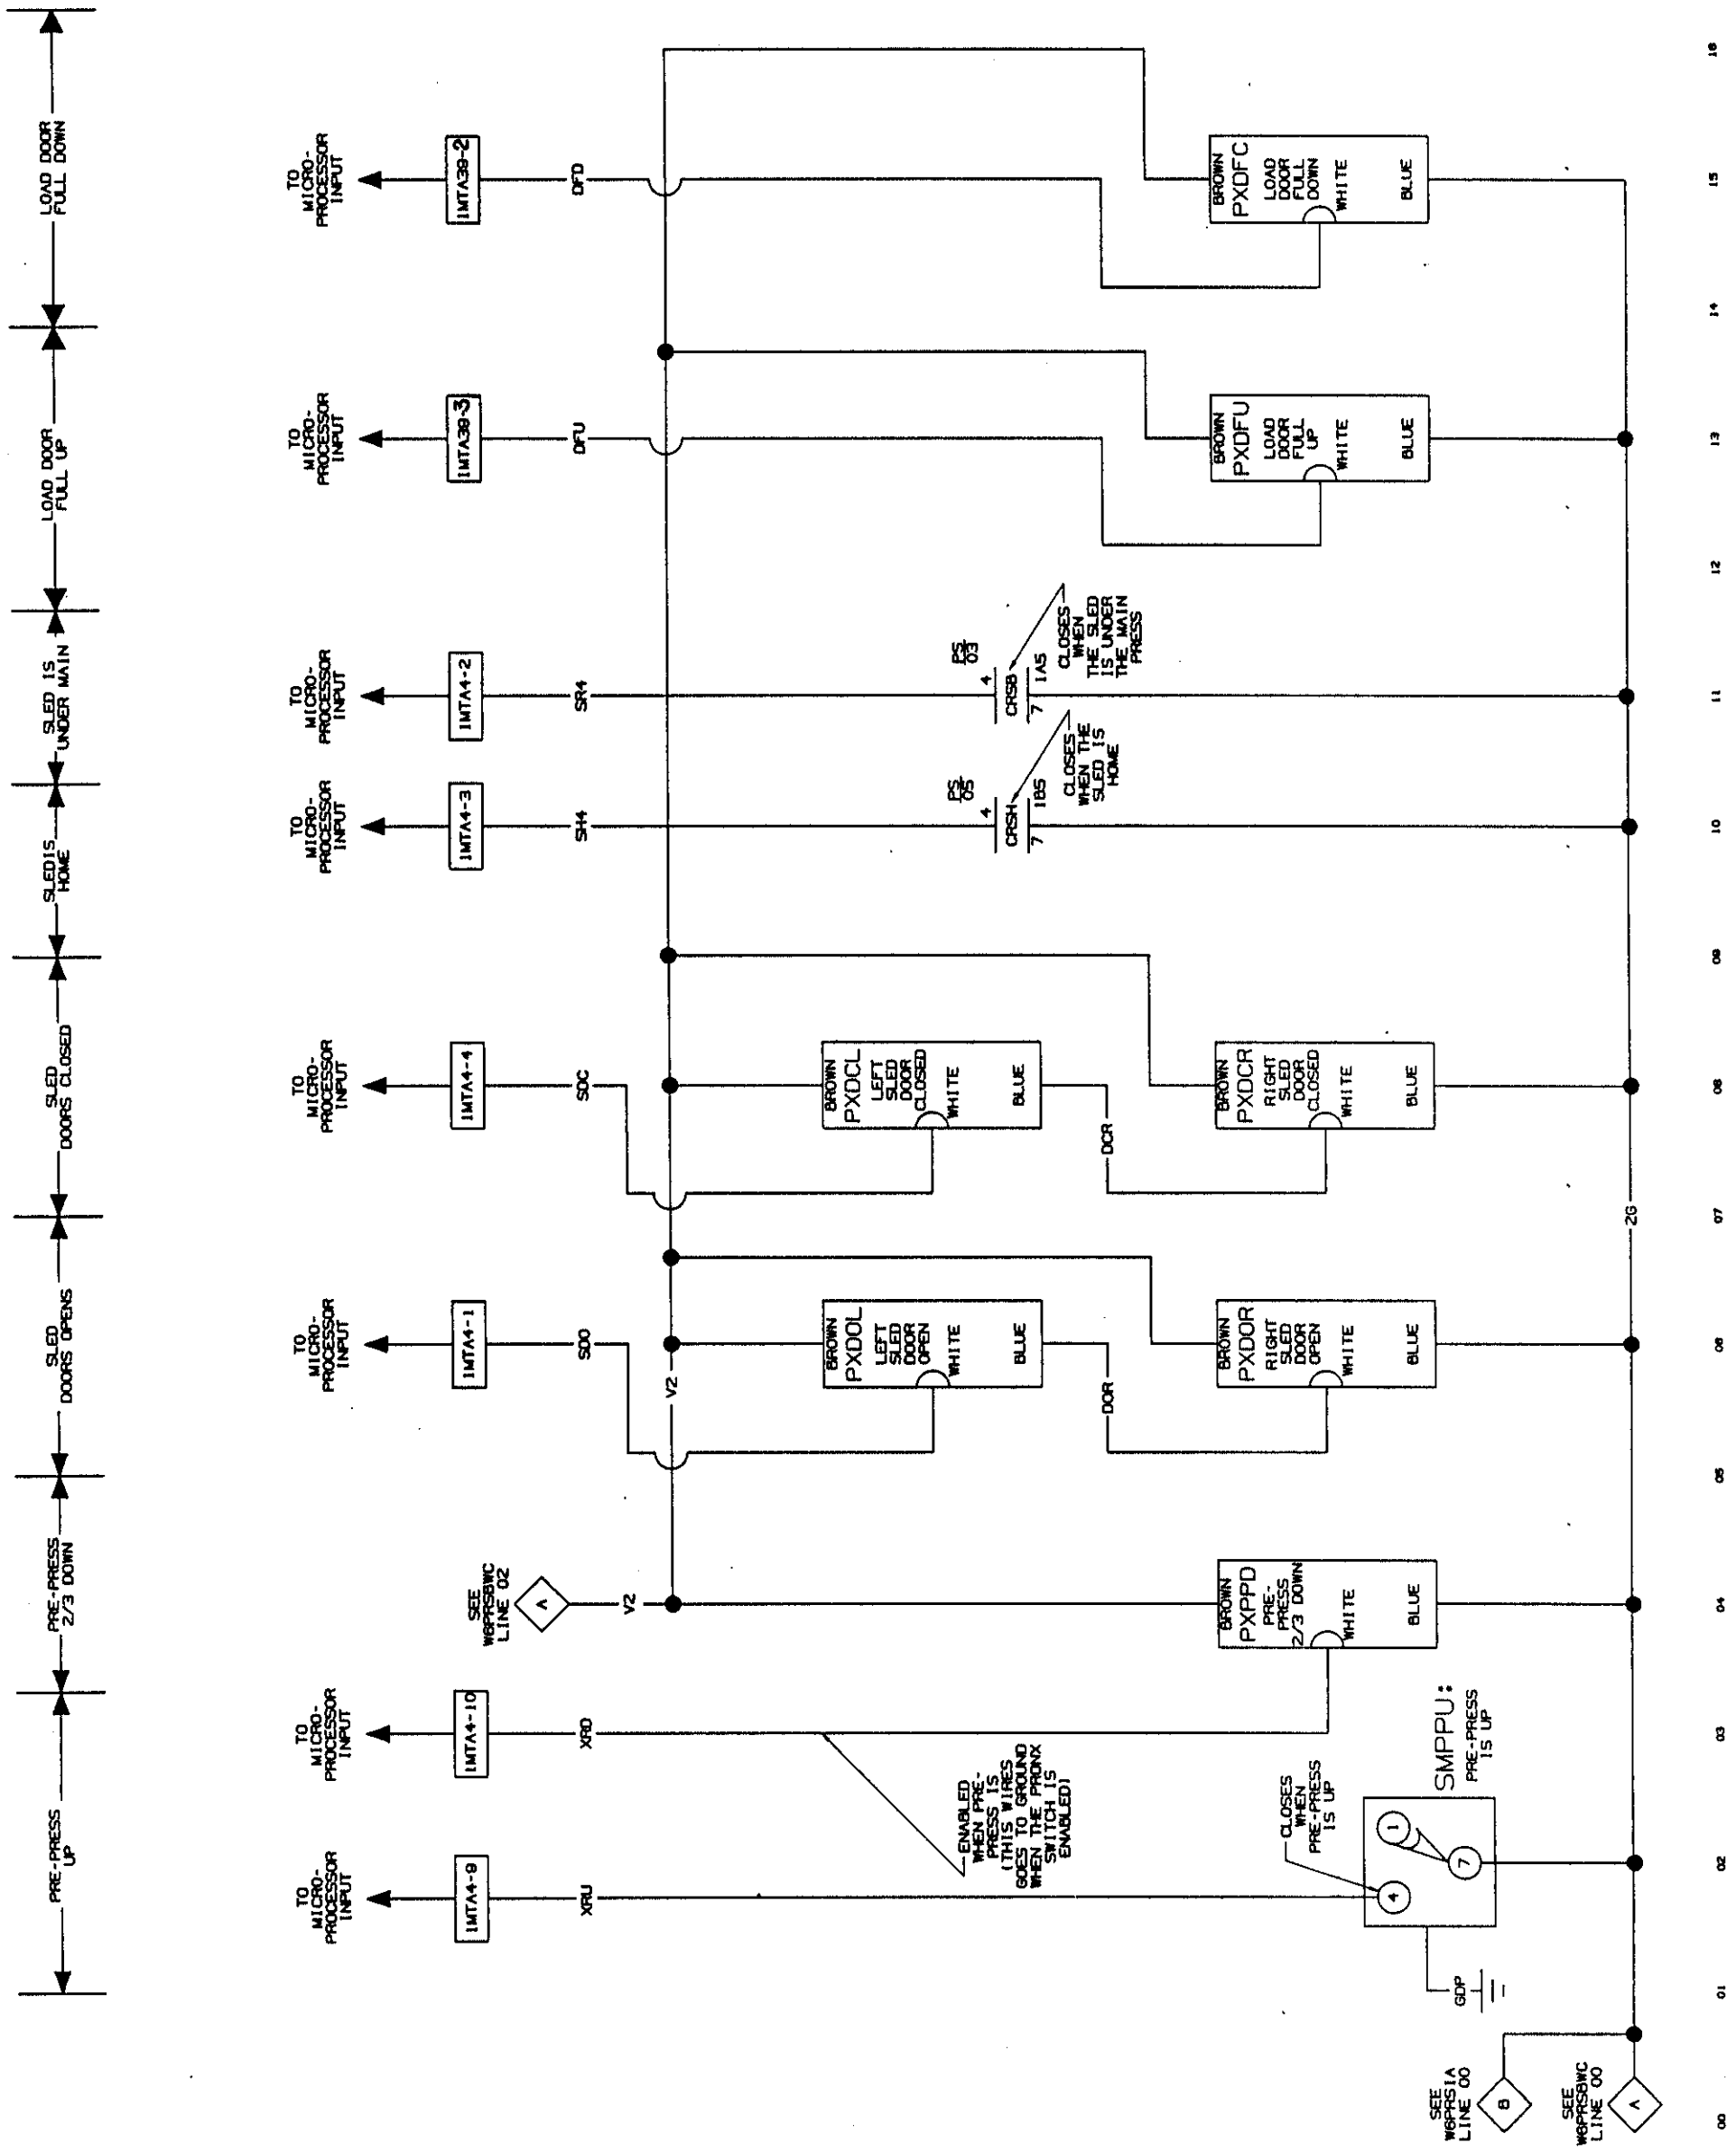 PRE-PRESS
UP
PRE-PRESS
2/3 DOWN
SLED
DOORS OPENS
SLED
DOORS CLOSED
SLEDIS
HOME
SLED IS
UNDER MAIN
LOAD DOOR
FULL UP
LOAD DOOR
FULL DOWN
TO
MICRO-
PROCESSOR
INPUT
1MTA4-9
XRU
TO
MICRO-
PROCESSOR
INPUT
1MTA4-10
XRD
SEE
W6PRSBWC
LINE 02
A
V2
TO
MICRO-
PROCESSOR
INPUT
1MTA4-1
SDO
V2
TO
MICRO-
PROCESSOR
INPUT
1MTA4-4
SDC
TO
MICRO-
PROCESSOR
INPUT
1MTA4-3
SH4
TO
MICRO-
PROCESSOR
INPUT
1MTA4-2
SR4
TO
MICRO-
PROCESSOR
INPUT
1MTA39-3
DFU
TO
MICRO-
PROCESSOR
INPUT
1MTA39-2
DFD
ENABLED
WHEN PRE-
PRESS IS
(THIS WIRES
GOES TO GROUND
WHEN THE PRONX
SWITCH IS
ENABLED)
BROWN
PXDOL
LEFT
SLED
DOOR
OPEN
WHITE
BLUE
DOR
BROWN
PXDCL
LEFT
SLED
DOOR
CLOSED
WHITE
BLUE
DCR
PS
05
4
CRSH
7
1B5
CLOSES
WHEN THE
SLED IS
HOME
PS
03
4
CRSB
7
1A5
CLOSES
WHEN
THE SLED
IS UNDER
THE MAIN
PRESS
CLOSES
WHEN
PRE-PRESS
IS UP
4
1
7
SMPPU:
PRE-PRESS
IS UP
GDP
BROWN
PXPPD
PRE-
PRESS
2/3 DOWN
WHITE
BLUE
BROWN
PXDOR
RIGHT
SLED
DOOR
OPEN
WHITE
BLUE
BROWN
PXDCR
RIGHT
SLED
DOOR
CLOSED
WHITE
BLUE
BROWN
PXDFU
LOAD
DOOR
FULL
UP
WHITE
BLUE
BROWN
PXDFC
LOAD
DOOR
FULL
DOWN
WHITE
BLUE
SEE
W6PRSIA
LINE 00
B
SEE
W6PRSBWC
LINE 00
A
2G
00
01
02
03
04
05
06
07
08
09
10
11
12
13
14
15
16